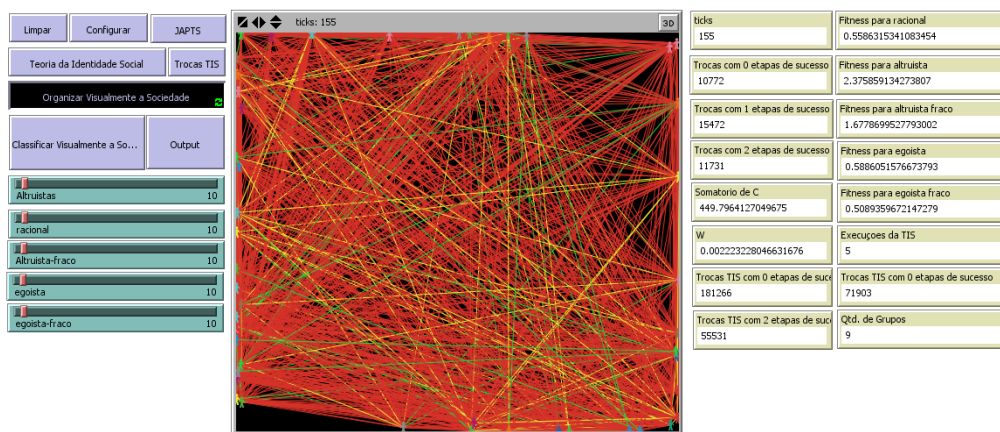 Limpar
Configurar
JAPTS
Teoria da Identidade Social
Trocas TIS
Organizar Visualmente a Sociedade
Classificar Visualmente a So...
Output
Altruistas 10
racional 10
Altruista-fraco 10
egoista 10
egoista-fraco 10
ticks: 155
3D
ticks
155
Fitness para racional
0.5586315341083454
Trocas com 0 etapas de sucesso
10772
Fitness para altruista
2.375859134273807
Trocas com 1 etapas de sucesso
15472
Fitness para altruista fraco
1.6778699527793002
Trocas com 2 etapas de sucesso
11731
Fitness para egoista
0.5886051576673793
Somatorio de C
449.7964127049675
Fitness para egoista fraco
0.5089359672147279
W
0.002223228046631676
Execuçoes da TIS
5
Trocas TIS com 0 etapas de suce
181266
Trocas TIS com 0 etapas de sucesso
71903
Trocas TIS com 2 etapas de suc
55531
Qtd. de Grupos
9